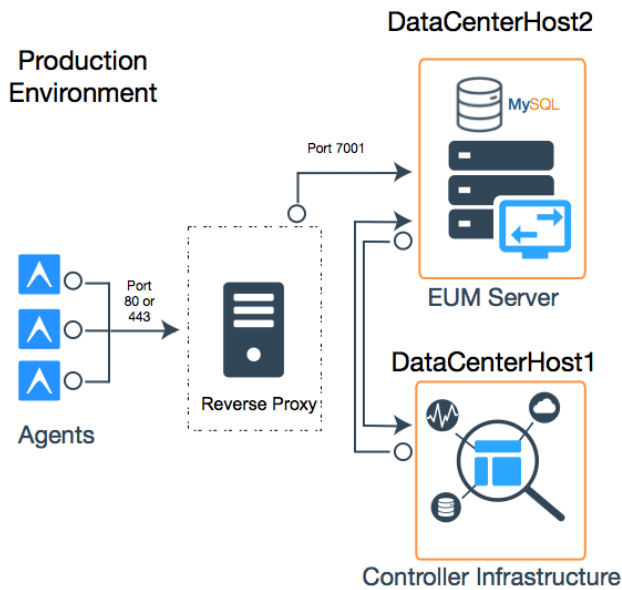 DataCenterHost2
Production
Environment
MySQL
Port 7001
EUM Server
Port
80 or
443
Reverse Proxy
Agents
DataCenterHost1
Controller Infrastructure